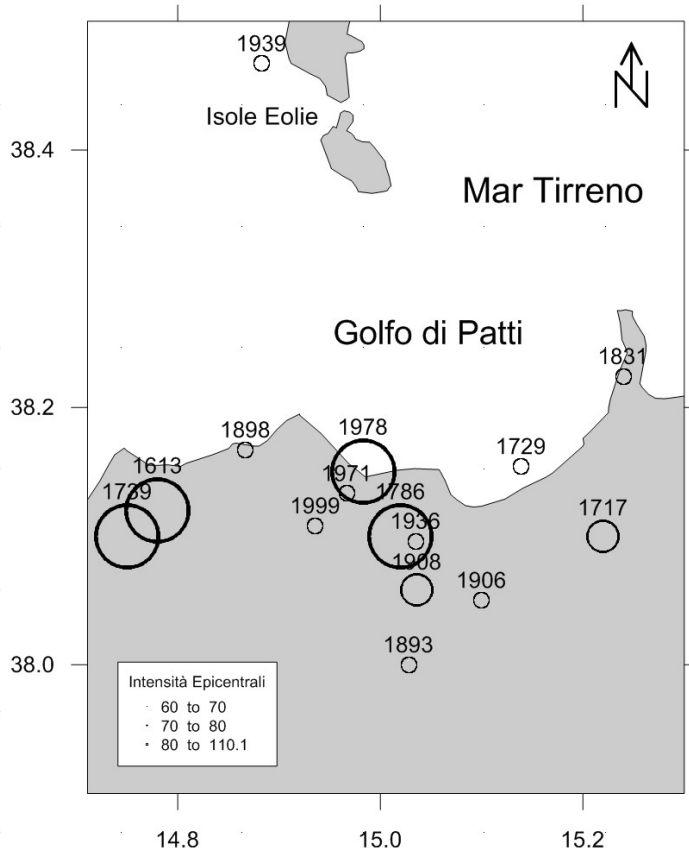 1939
N
Isole Eolie
38.4
Mar Tirreno
Golfo di Patti
1831
38.2
1898
1978
1729
1613
1971
1739
1786
1717
1999
1936
1908
1906
1893
38.0
Intensità Epicentrali
60 to 70
70 to 80
80 to 110.1
14.8
15.0
15.2